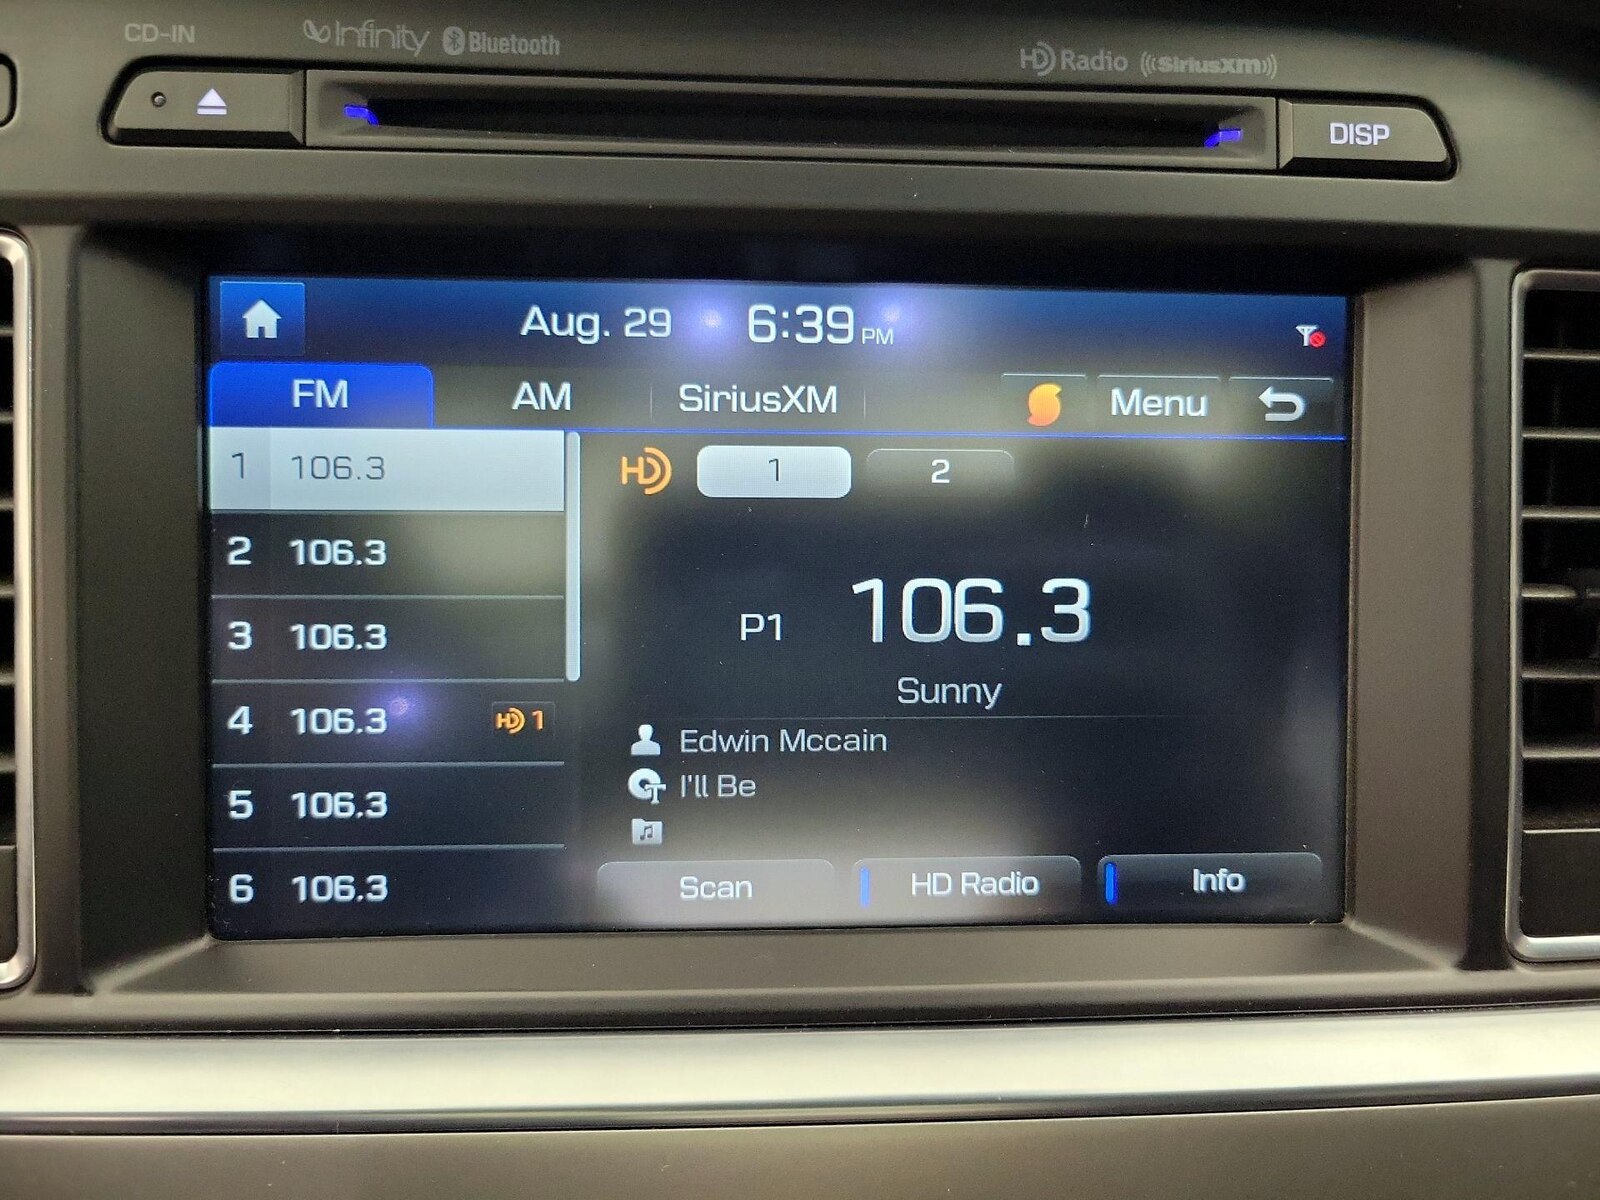 CD-IN
Infinity Bluetooth
HD Radio SiriusXM
DISP
Aug. 29 6:39 PM
FM AM SiriusXM Menu
1 106.3
HD 1 2
2 106.3
3 106.3
P1 106.3
Sunny
4 106.3 HD 1
Edwin Mccain
I'll Be
5 106.3
6 106.3
Scan HD Radio Info